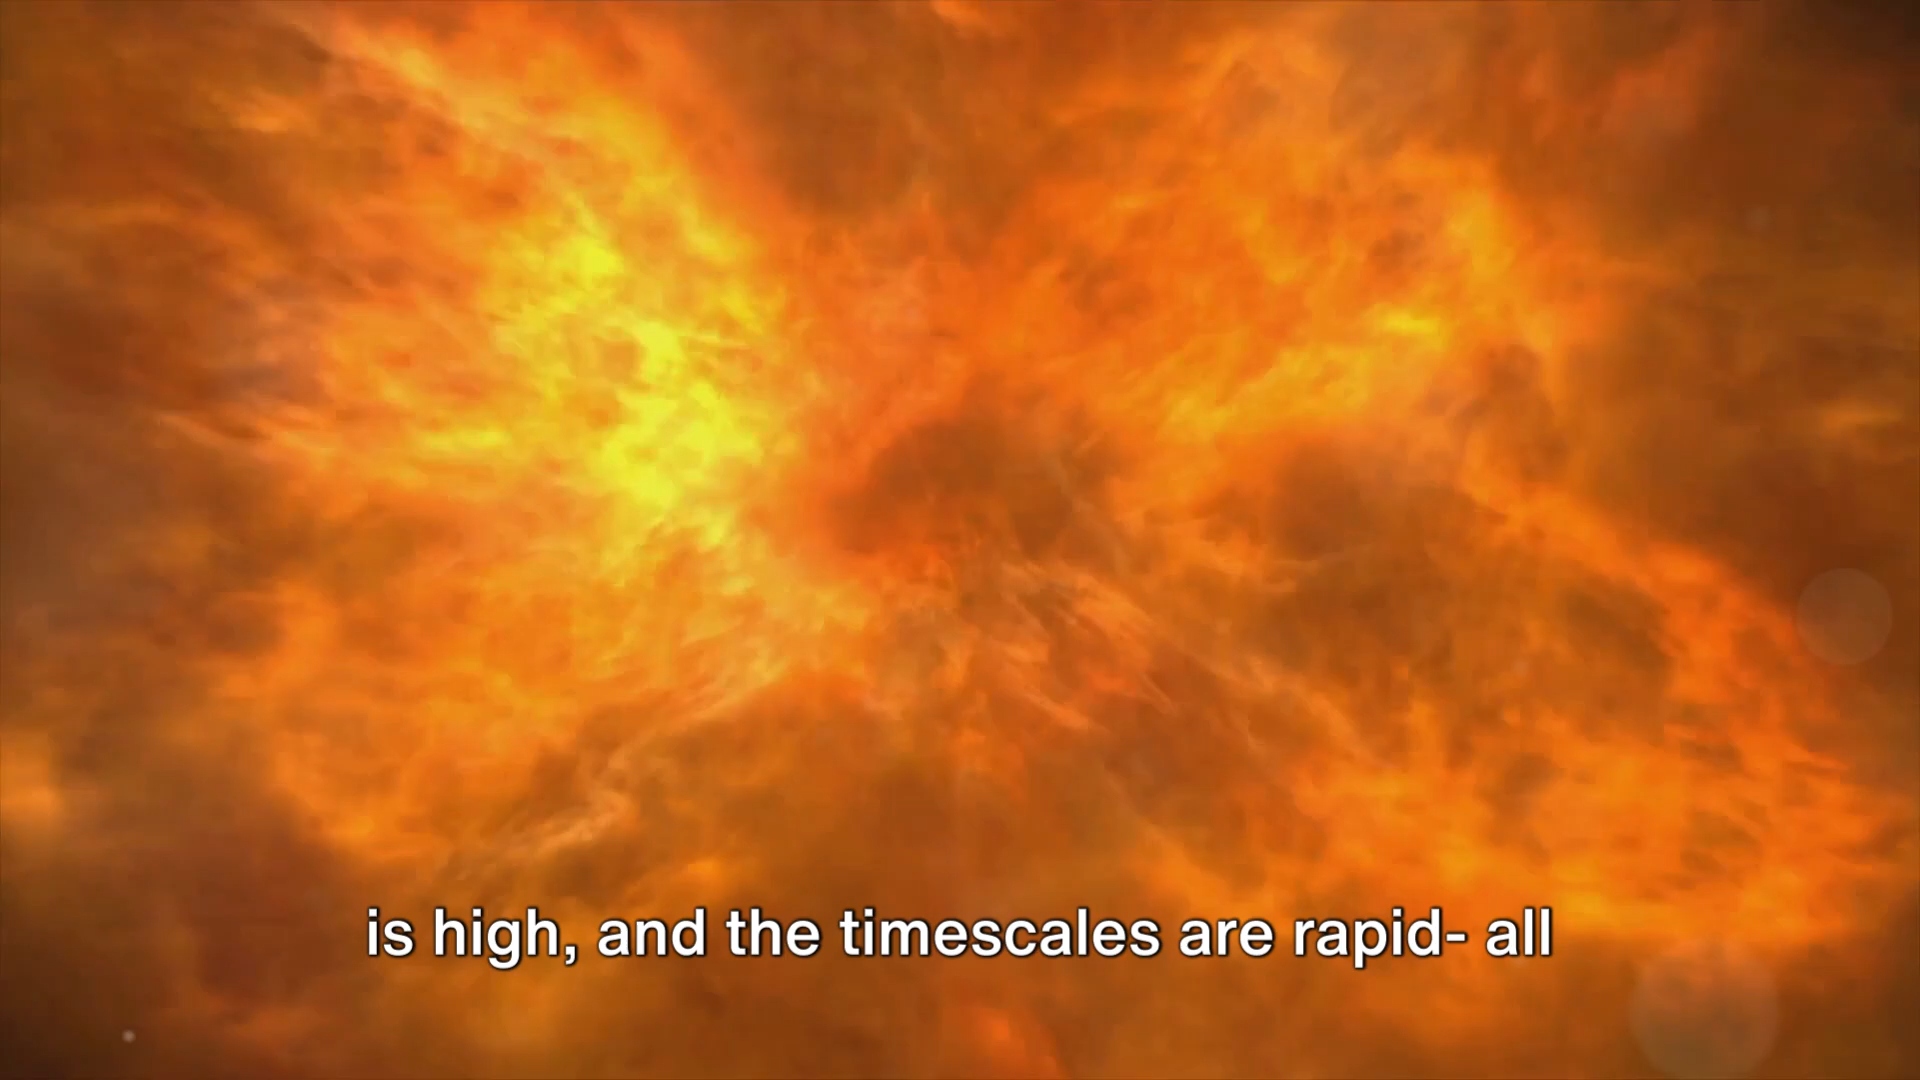 is high, and the timescales are rapid- all